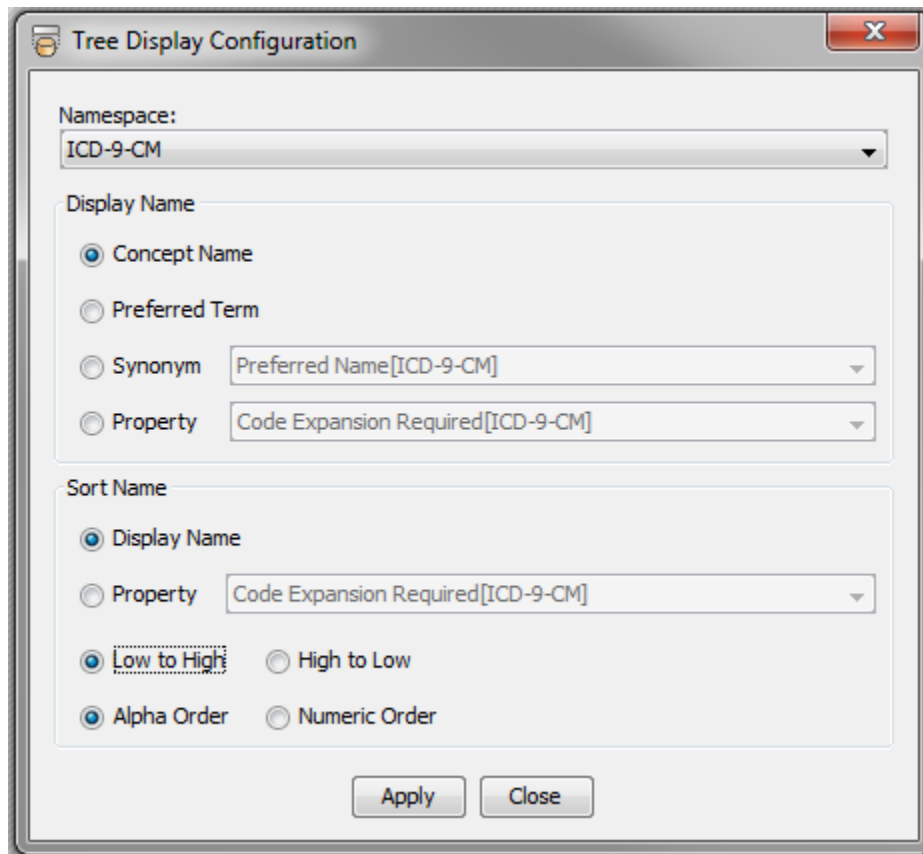 Tree Display Configuration
Namespace:
ICD-9-CM
Display Name
Concept Name
Preferred Term
Synonym Preferred Name[ICD-9-CM]
Property Code Expansion Required[ICD-9-CM]
Sort Name
Display Name
Property Code Expansion Required[ICD-9-CM]
Low to High High to Low
Alpha Order Numeric Order
Apply Close